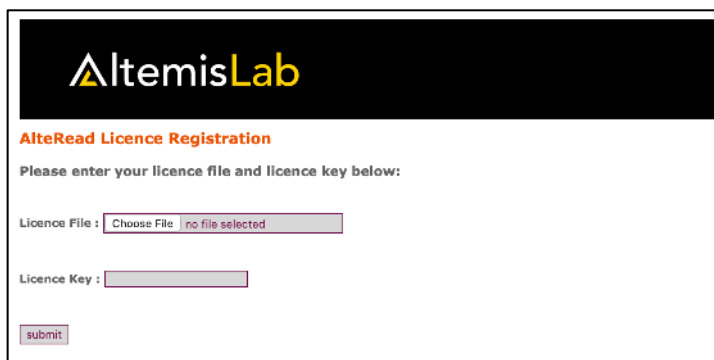 AltemisLab
AlteRead Licence Registration
Please enter your licence file and licence key below:
Licence File : Choose File no file selected
Licence Key :
submit